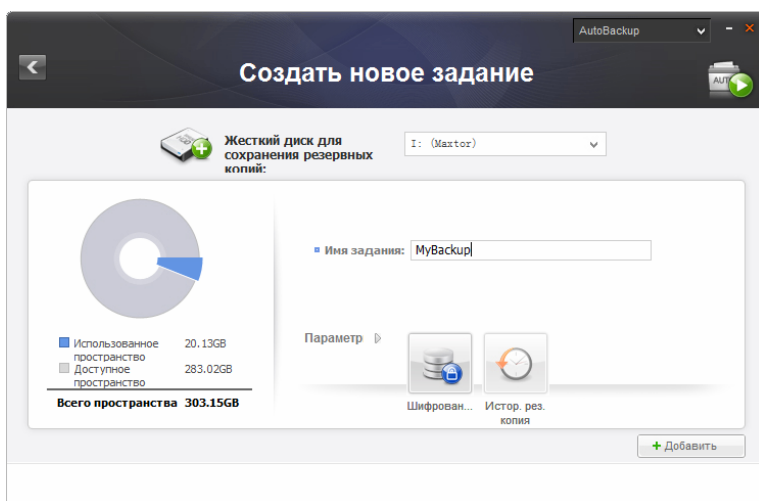 AutoBackup
Создать новое задание
AUTO
Жесткий диск для
сохранения резервных
копий:
I: (Maxtor)
Имя задания: MyBackup
Использованное 20.13GB
пространство
Доступное 283.02GB
пространство
Всего пространства 303.15GB
Параметр
Шифрован... Истор. рез.
копия
+ Добавить